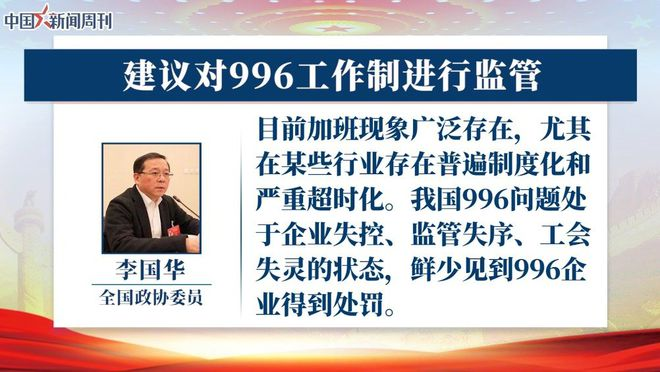 中国新闻周刊
建议对996工作制进行监管
目前加班现象广泛存在，尤其
在某些行业存在普遍制度化和
严重超时化。我国996问题处
于企业失控、监管失序、工会
失灵的状态，鲜少见到996企
业得到处罚。
李国华
全国政协委员